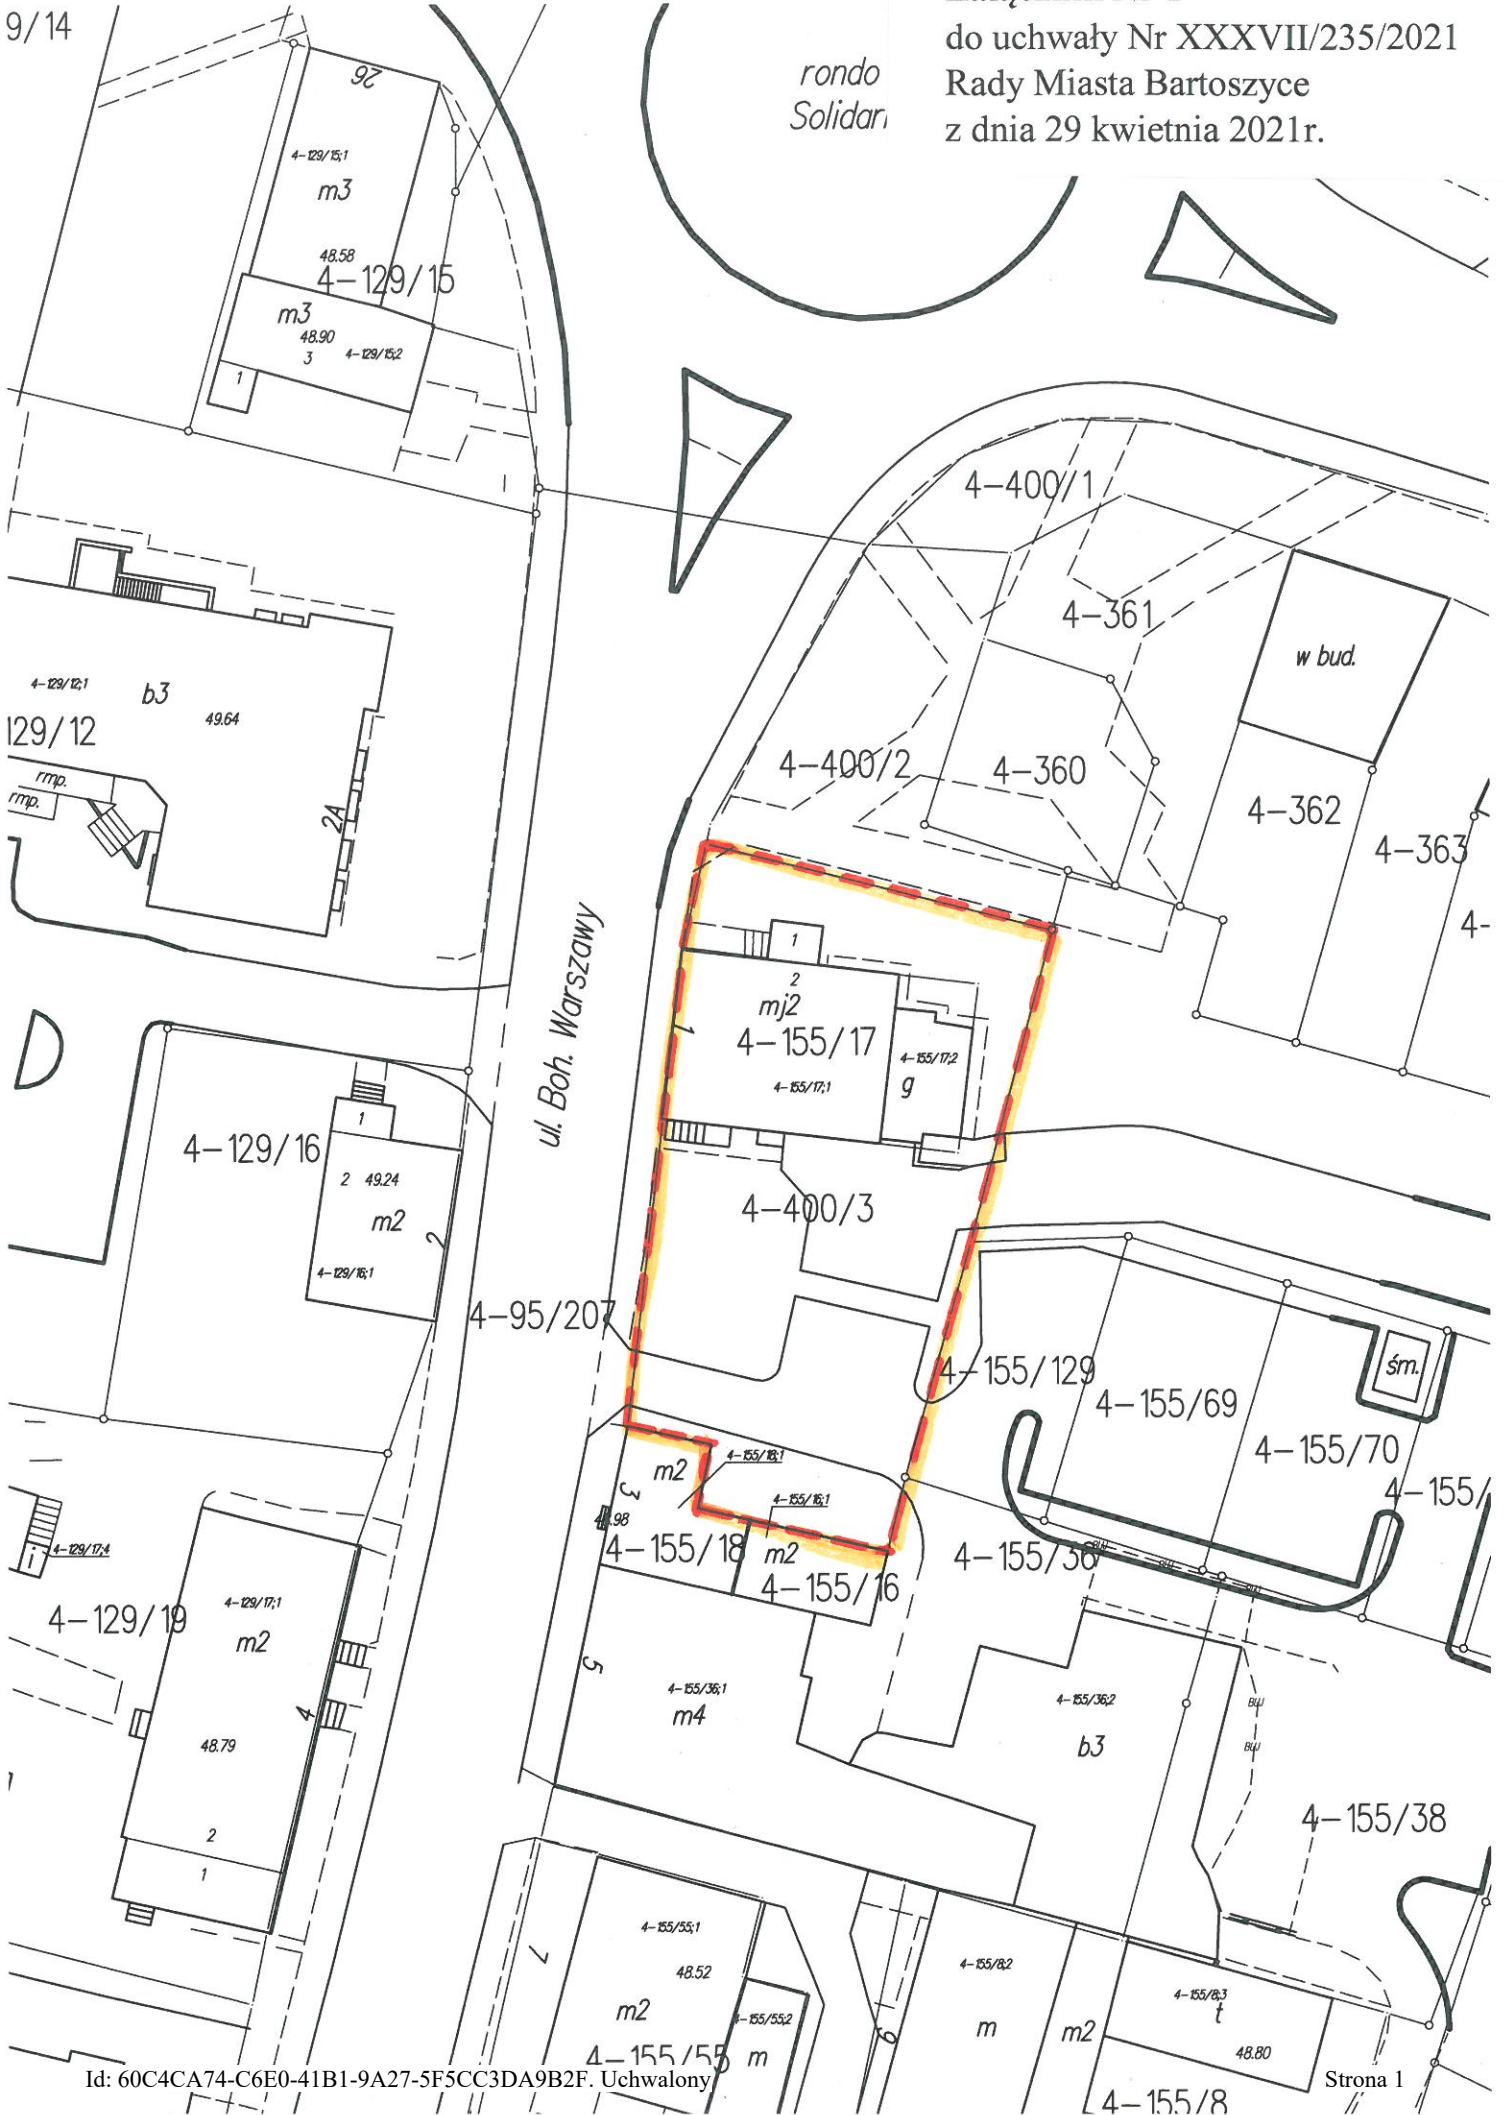 9/14
do uchwały Nr XXXVII/235/2021
Rady Miasta Bartoszyce
z dnia 29 kwietnia 2021r.
rondo
26
4-129/15;1
m3
48.58
4-129/15
m3
48.90
3
4-129/15;2
1
4-400/1
4-361
w bud.
4-129/12;1
b3
49.64
129/12
rmp.
rmp.
2A
4-400/2
4-360
4-362
4-363
4-
ul. Boh. Warszawy
1
2
mj2
1
4-155/17
4-155/17;2
4-155/17;1
g
4-129/16
1
2
49.24
m2
2
4-129/16;1
4-400/3
4-95/207
4-155/129
śm.
4-155/69
4-155/70
4-155/
m2
4-155/18;1
3
4-155/16;1
4-155/18
m2
4-155/16
4-155/36
4-129/17;4
i
4-129/17;1
4-129/19
m2
5
4-155/36;1
m4
4-155/36;2
b3
4
48.79
4-155/38
2
1
4-155/55;1
7
48.52
m2
4-155/55;2
4-155/55
m
9
4-155/8;2
m
m2
4-155/8;3
t
48.80
4-155/8
Id: 60C4CA74-C6E0-41B1-9A27-5F5CC3DA9B2F. Uchwalony
Strona 1